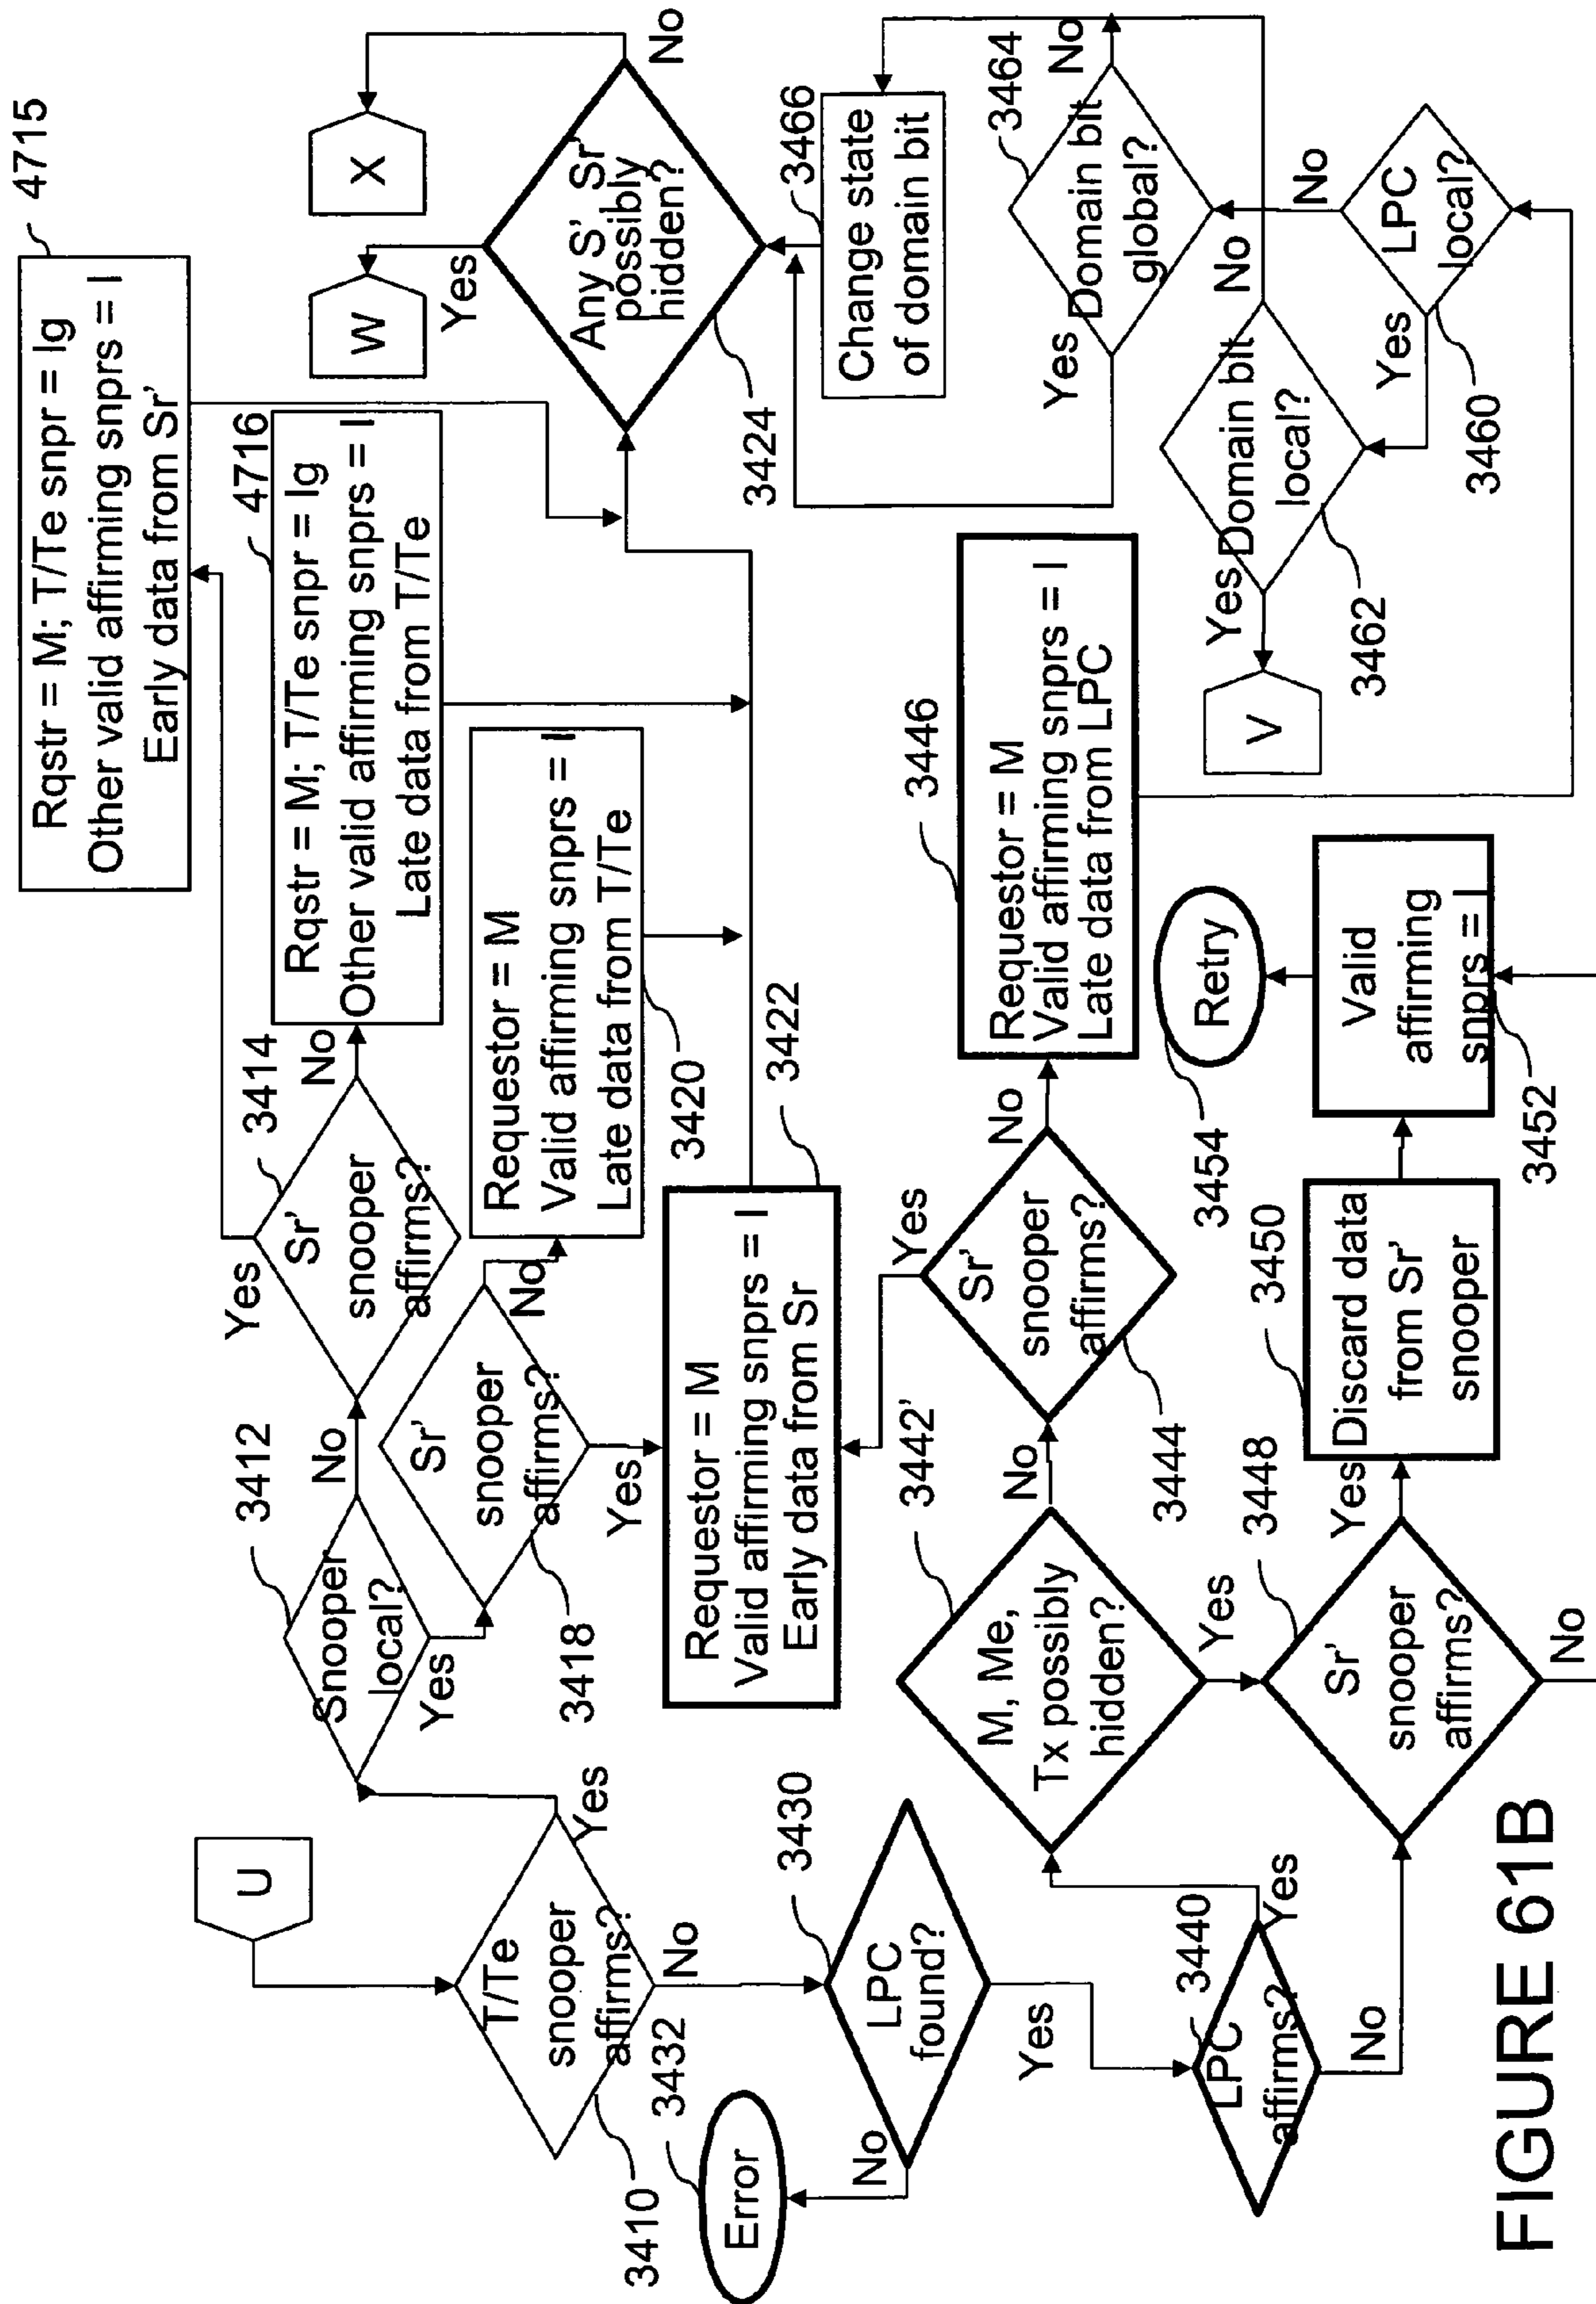 U
T/Te
snooper
affirms?
3410
Yes
No
Snooper
local?
3412
No
Yes
Sr'
snooper
affirms?
3414
Yes
No
Rqstr = M; T/Te snpr = Ig
Other valid affirming snprs = I
Early data from Sr'
4715
Rqstr = M; T/Te snpr = Ig
Other valid affirming snprs = I
Late data from T/Te
4716
Sr'
snooper
affirms?
3418
No
Yes
Requestor = M
Valid affirming snprs = I
Late data from T/Te
3420
Requestor = M
Valid affirming snprs = I
Early data from Sr
3422
Any S' Sr'
possibly
hidden?
3424
Yes
No
W
X
LPC
found?
3430
No
Yes
Error
3432
LPC
affirms?
3440
Yes
No
M, Me,
Tx possibly
hidden?
3442'
No
Yes
Sr'
snooper
affirms?
3444
Yes
No
Requestor = M
Valid affirming snprs = I
Late data from LPC
3446
Sr'
snooper
affirms?
3448
Yes
No
Discard data
from Sr'
snooper
3450
Valid
affirming
snprs = I
3452
Retry
3454
LPC
local?
3460
Yes
No
Domain bit
local?
3462
Yes
No
V
Domain bit
global?
3464
Yes
No
Change state
of domain bit
3466
FIGURE 61B